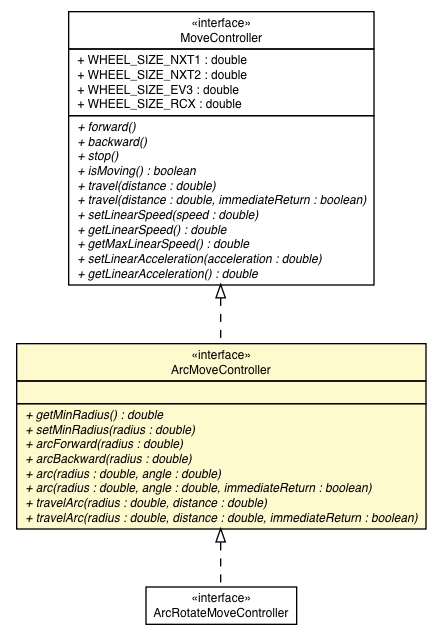 «interface»
MoveController
+ WHEEL_SIZE_NXT1 : double
+ WHEEL_SIZE_NXT2 : double
+ WHEEL_SIZE_EV3 : double
+ WHEEL_SIZE_RCX : double
+ forward()
+ backward()
+ stop()
+ isMoving() : boolean
+ travel(distance : double)
+ travel(distance : double, immediateReturn : boolean)
+ setLinearSpeed(speed : double)
+ getLinearSpeed() : double
+ getMaxLinearSpeed() : double
+ setLinearAcceleration(acceleration : double)
+ getLinearAcceleration() : double
«interface»
ArcMoveController
+ getMinRadius() : double
+ setMinRadius(radius : double)
+ arcForward(radius : double)
+ arcBackward(radius : double)
+ arc(radius : double, angle : double)
+ arc(radius : double, angle : double, immediateReturn : boolean)
+ travelArc(radius : double, distance : double)
+ travelArc(radius : double, distance : double, immediateReturn : boolean)
«interface»
ArcRotateMoveController